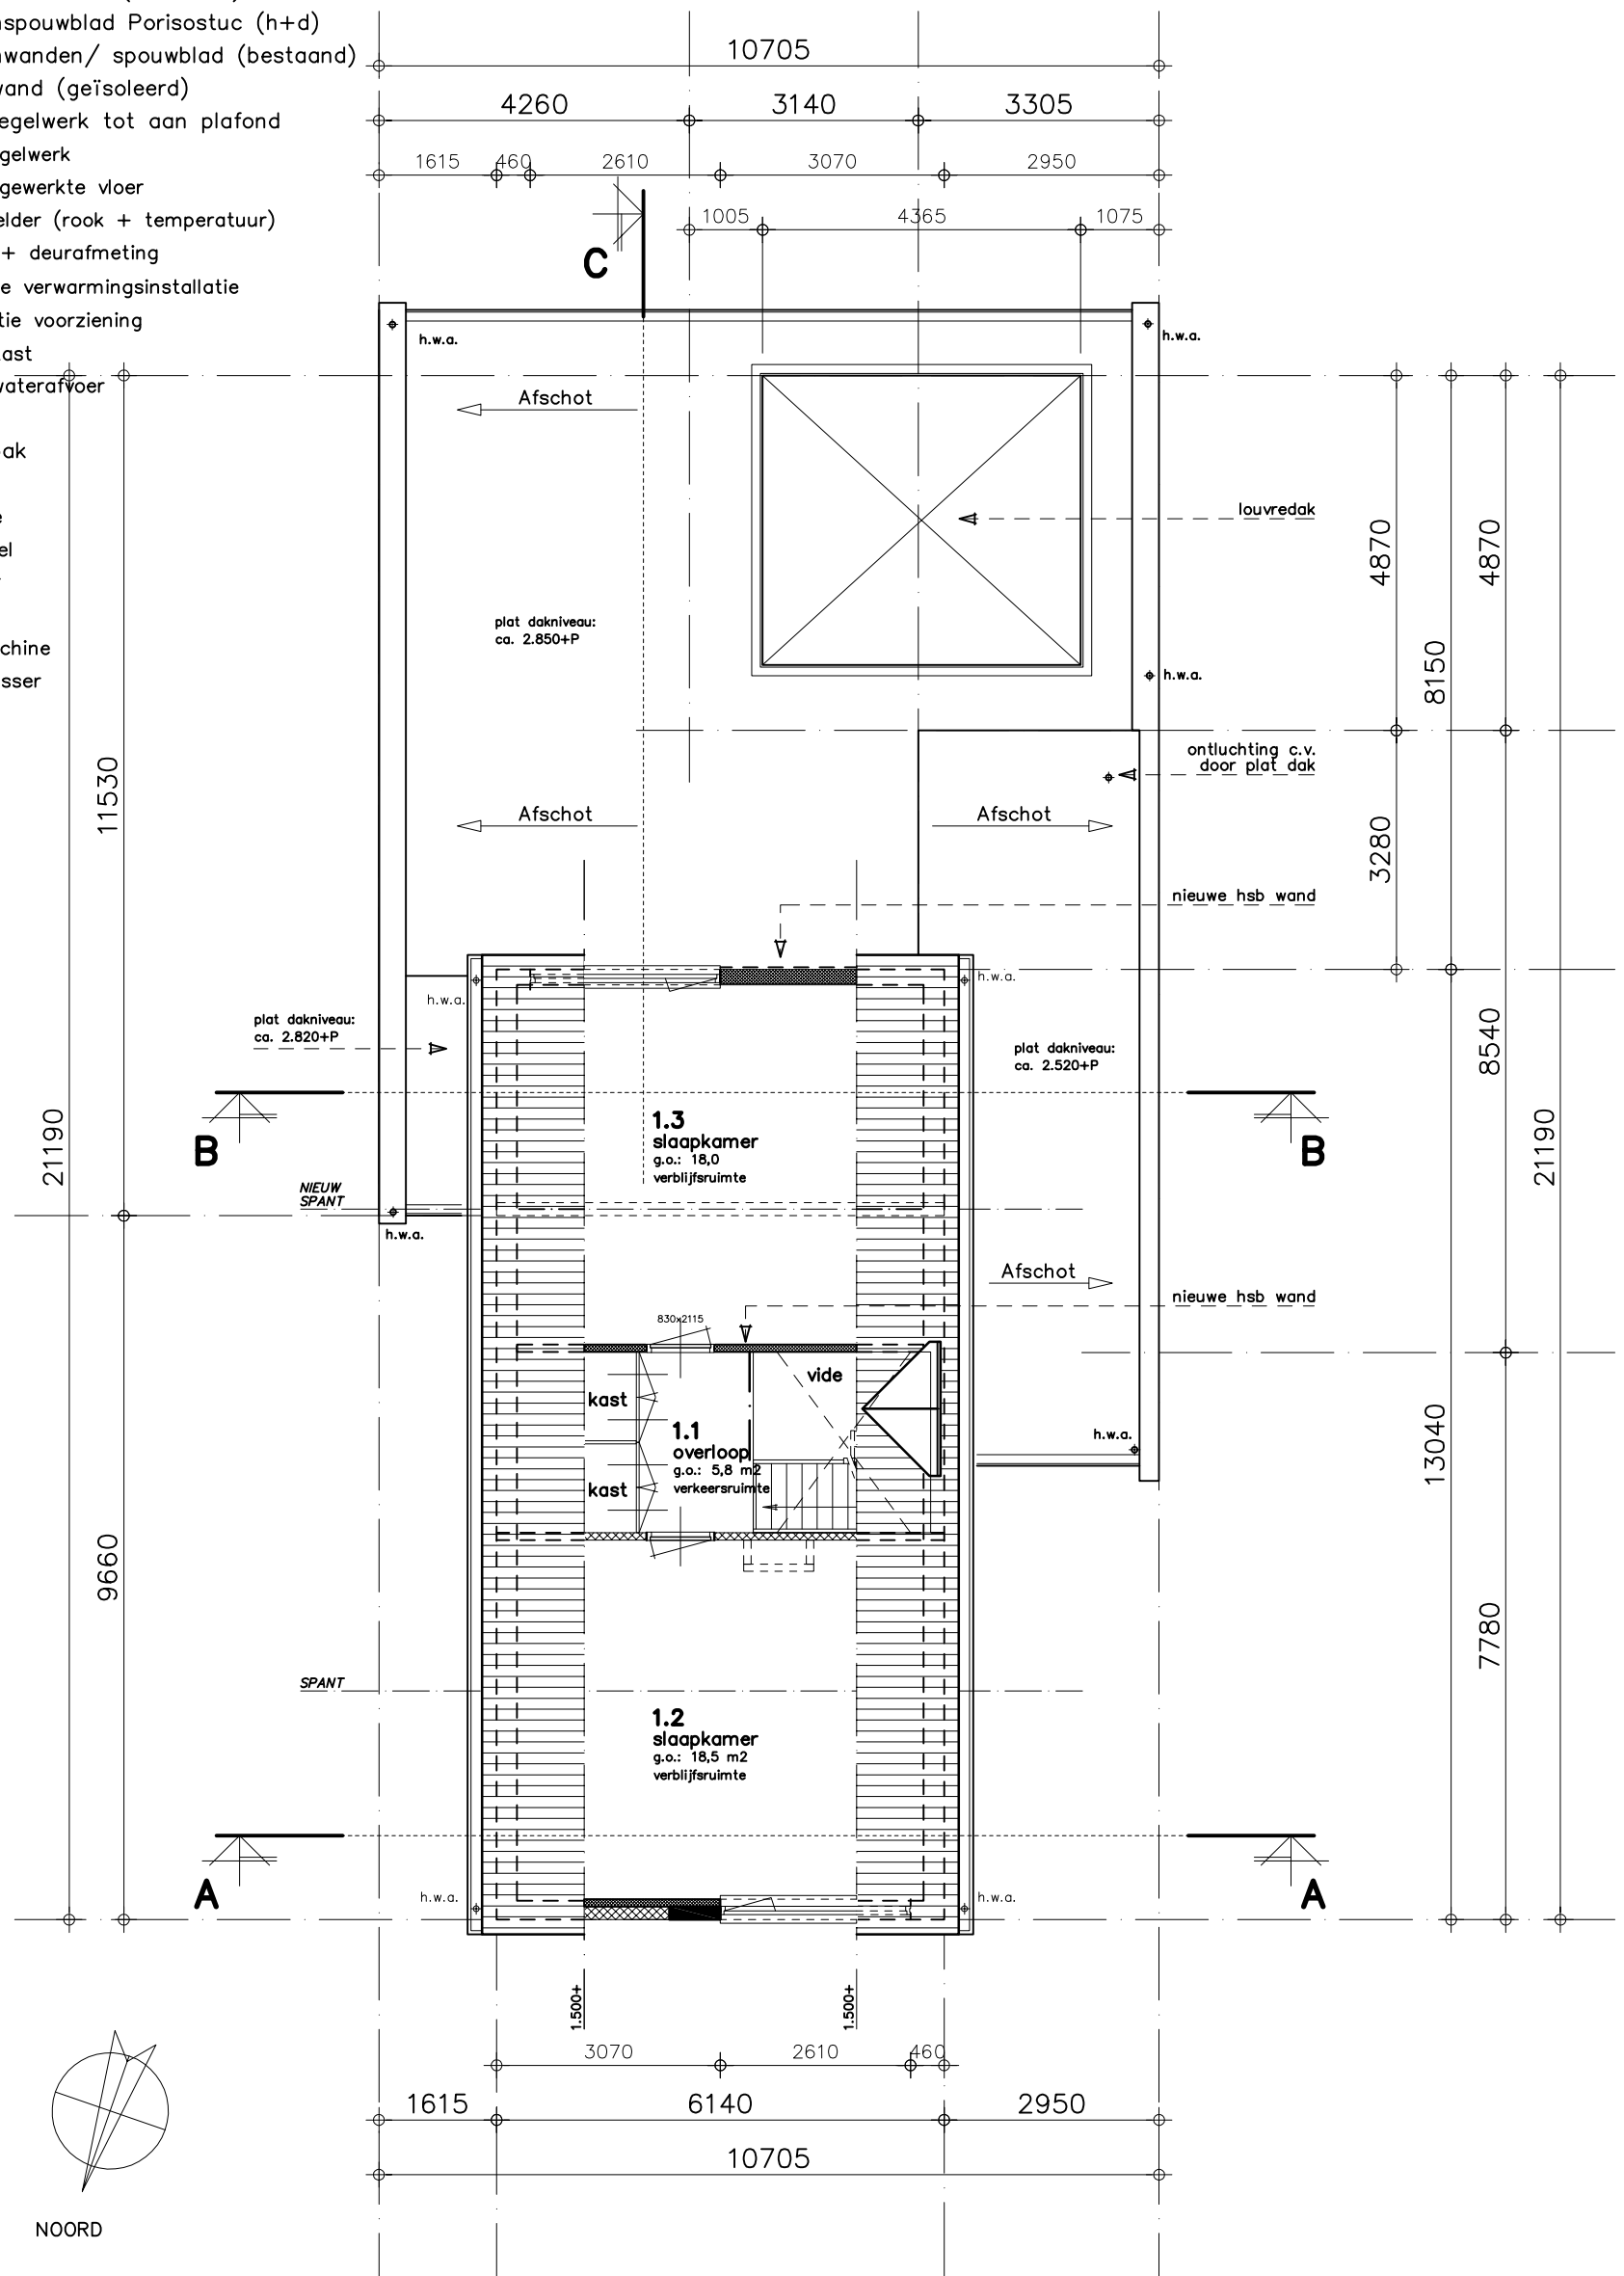 nspouwblad Porisostuc (h+d)
nwanden/ spouwblad (bestaand)
wand (geïsoleerd)
egelwerk tot aan plafond
gelwerk
gewerkte vloer
elder (rook + temperatuur)
+ deurafmeting
e verwarmingsinstallatie
tie voorziening
ast
waterafvoer
ak
e
el
chine
sser
10705
4260
3140
3305
1615
460
2610
3070
2950
1005
4365
1075
C
h.w.a.
h.w.a.
Afschot
louvredak
plat dakniveau:
ca. 2.850+P
h.w.a.
ontluchting c.v.
door plat dak
Afschot
Afschot
nieuwe hsb wand
4870
4870
8150
3280
11530
21190
h.w.a.
h.w.a.
plat dakniveau:
ca. 2.820+P
plat dakniveau:
ca. 2.520+P
8540
21190
B
B
1.3
slaapkamer
g.o.: 18,0
verblijfsruimte
NIEUW
SPANT
h.w.a.
Afschot
nieuwe hsb wand
830x2115
vide
kast
1.1
overloop
g.o.: 5,8 m2
verkeersruimte
kast
h.w.a.
13040
9660
7780
SPANT
1.2
slaapkamer
g.o.: 18,5 m2
verblijfsruimte
A
A
h.w.a.
h.w.a.
1.500+
1.500+
3070
2610
460
1615
6140
2950
10705
NOORD